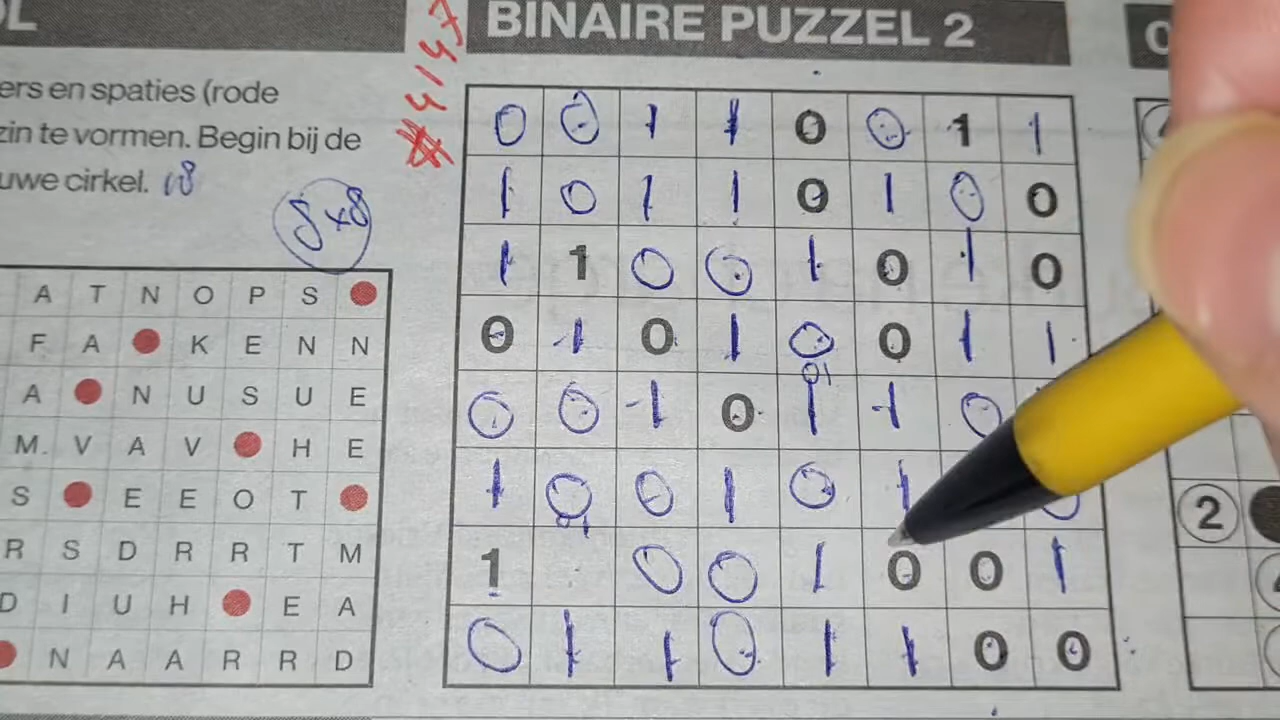 L
ers en spaties (rode
zin te vormen. Begin bij de
uwe cirkel. 18
8x8
A T N O P S
F A K E N N
A N U S U E
M. V A V H E
S E E O T
R S D R R T M
D I U H E A
N A A R R D
#4147
BINAIRE PUZZEL 2
0 0 1 1 0 0 1 1
1 0 1 1 0 1 0 0
1 1 0 0 1 0 1 0
0 1 0 1 0 0 1 1
0 0 1 0 1 1 0
1 0 0 1 0 1 0
1 0 0 1 0 0 1
0 1 1 0 1 1 0 0
2